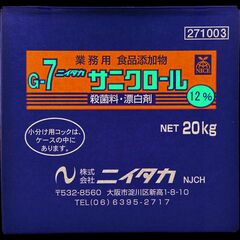 271003
業務用 食品添加物
G-7 ニイタカ サニクロール
NICE
殺菌料・漂白剤
12%
小分け用コックは、
ケースの中に
あります。
NET 20kg
株式会社 ニイタカ NJCH
〒532-8560 大阪市淀川区新高1-8-10
TEL(06) 6395-2717